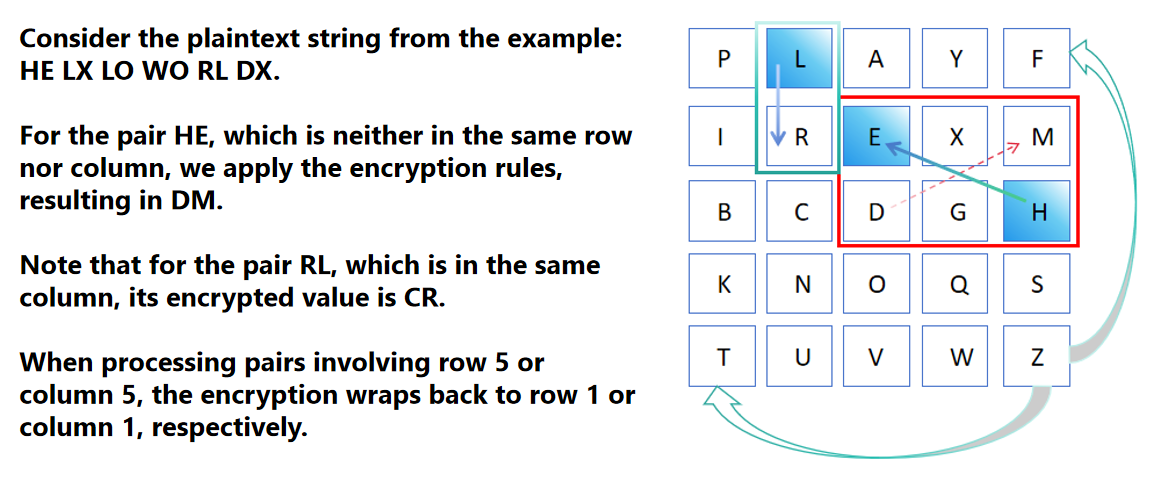 Consider the plaintext string from the example:
HE LX LO WO RL DX.
For the pair HE, which is neither in the same row
nor column, we apply the encryption rules,
resulting in DM.
Note that for the pair RL, which is in the same
column, its encrypted value is CR.
When processing pairs involving row 5 or
column 5, the encryption wraps back to row 1 or
column 1, respectively.
P L A Y F
I R E X M
B C D G H
K N O Q S
T U V W Z